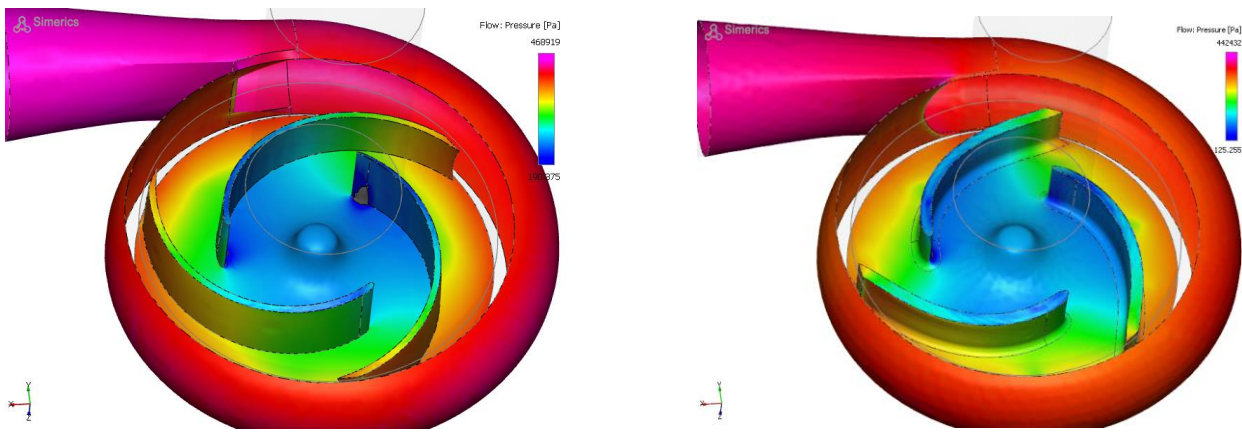 Simerics
Flow: Pressure [Pa]
468919
Y
X
Z
Simerics
Flow: Pressure [Pa]
442432
125.255
Y
X
Z